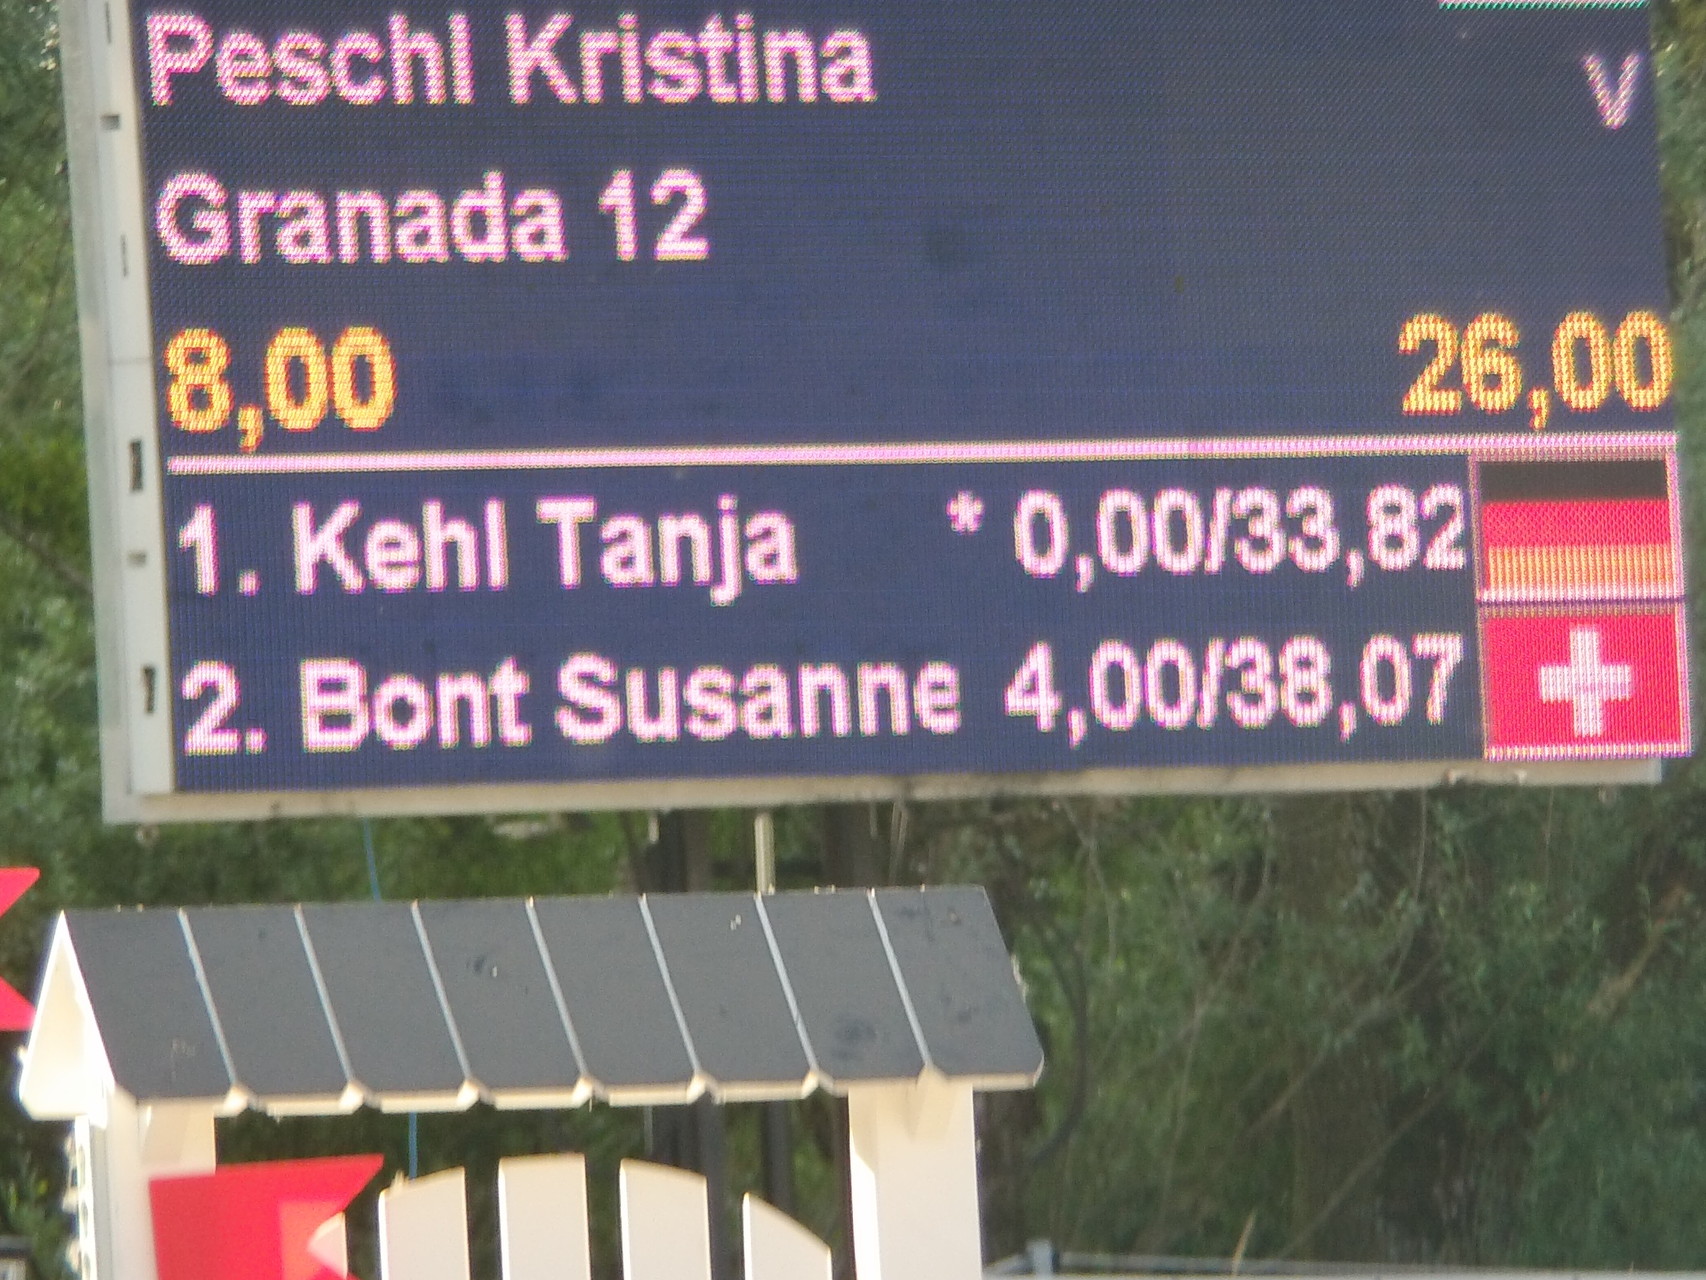 Peschl Kristina V
Granada 12
8,00 26,00
1. Kehl Tanja * 0,00/33,82
2. Bont Susanne 4,00/38,07